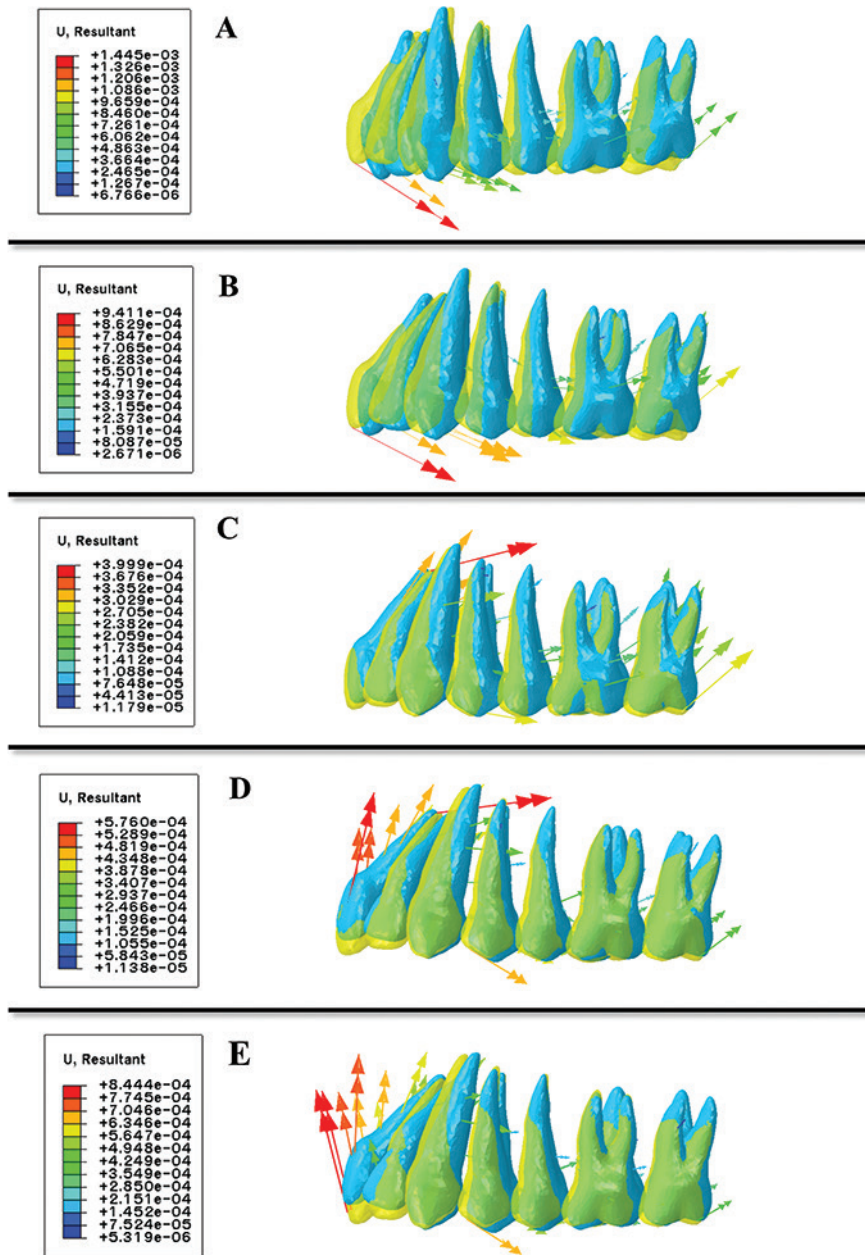 A
U, Resultant
+1.445e-03
+1.326e-03
+1.206e-03
+1.086e-03
+9.659e-04
+8.460e-04
+7.261e-04
+6.062e-04
+4.863e-04
+3.664e-04
+2.465e-04
+1.267e-04
+6.766e-06
B
U, Resultant
+9.411e-04
+8.629e-04
+7.847e-04
+7.065e-04
+6.283e-04
+5.501e-04
+4.719e-04
+3.937e-04
+3.155e-04
+2.373e-04
+1.591e-04
+8.087e-05
+2.671e-06
C
U, Resultant
+3.999e-04
+3.676e-04
+3.352e-04
+3.029e-04
+2.705e-04
+2.382e-04
+2.059e-04
+1.735e-04
+1.412e-04
+1.088e-04
+7.648e-05
+4.413e-05
+1.179e-05
D
U, Resultant
+5.760e-04
+5.289e-04
+4.819e-04
+4.348e-04
+3.878e-04
+3.407e-04
+2.937e-04
+2.466e-04
+1.996e-04
+1.525e-04
+1.055e-04
+5.843e-05
+1.138e-05
E
U, Resultant
+8.444e-04
+7.745e-04
+7.046e-04
+6.346e-04
+5.647e-04
+4.948e-04
+4.249e-04
+3.549e-04
+2.850e-04
+2.151e-04
+1.452e-04
+7.524e-05
+5.319e-06